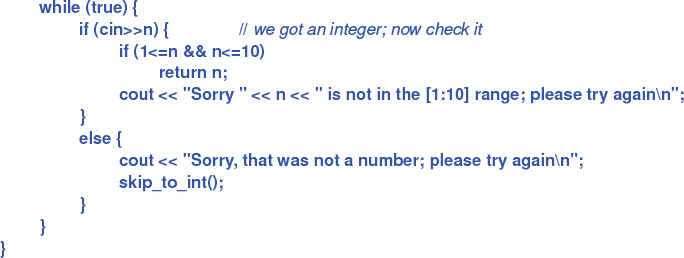 while (true) {
if (cin>>n) { // we got an integer; now check it
if (1<=n && n<=10)
return n;
cout << "Sorry " << n << " is not in the [1:10] range; please try again\n";
}
else {
cout << "Sorry, that was not a number; please try again\n";
skip_to_int();
}
}
}